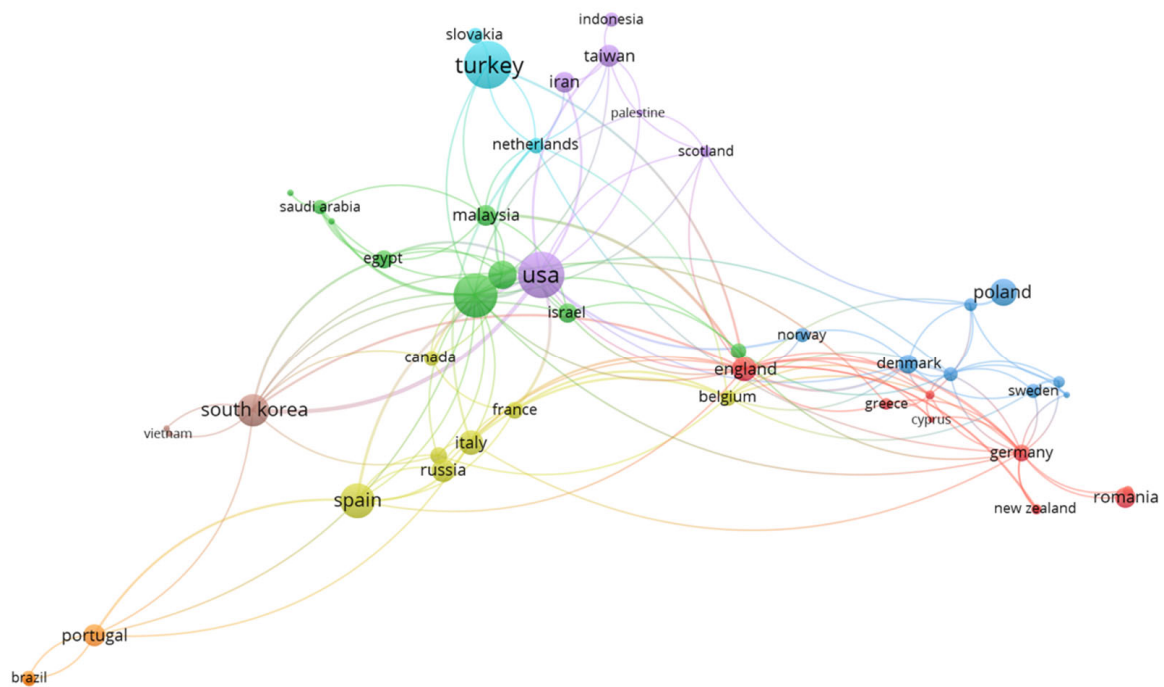 indonesia
slovakia
taiwan
turkey
iran
palestine
netherlands
scotland
saudi arabia
malaysia
egypt
usa
poland
israel
norway
canada
denmark
england
sweden
belgium
greece
france
south korea
cyprus
vietnam
italy
germany
russia
romania
spain
new zealand
portugal
brazil